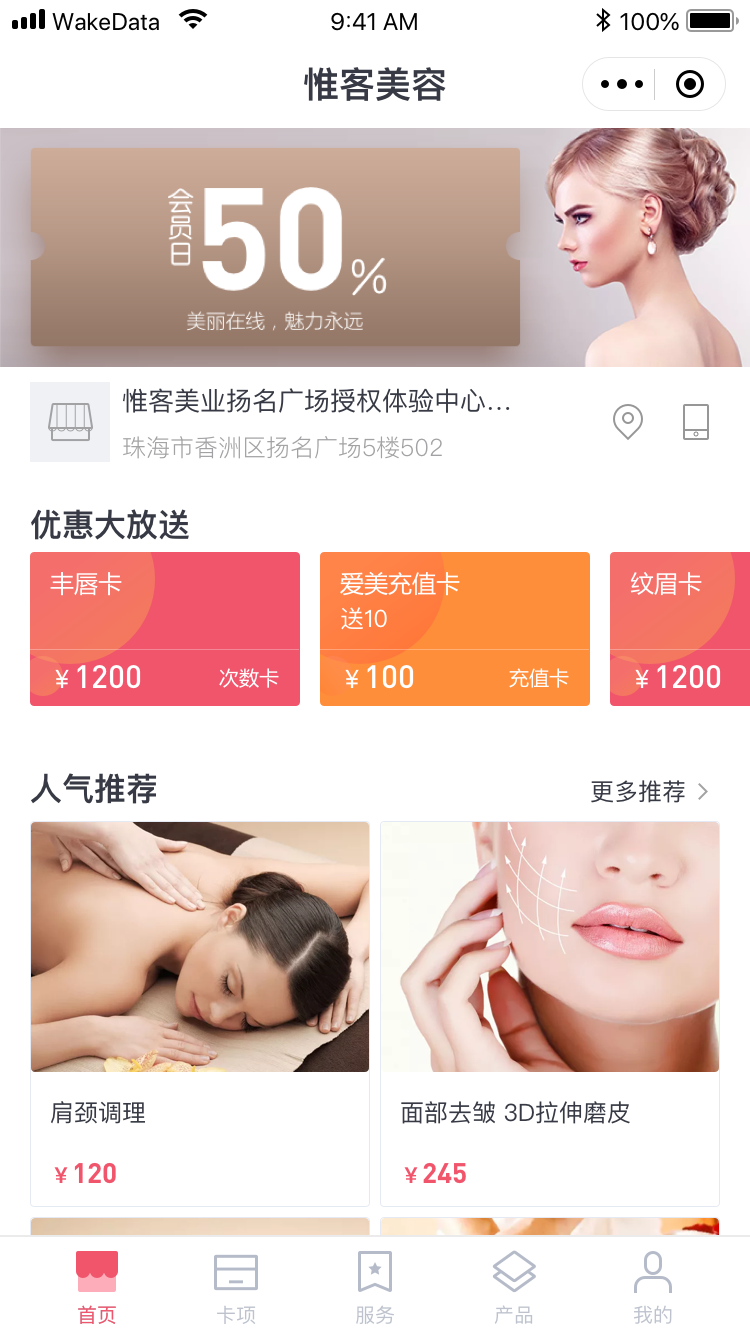 WakeData 9:41 AM 100%
惟客美容
会员日 50%
美丽在线，魅力永远
惟客美业扬名广场授权体验中心...
珠海市香洲区扬名广场5楼502
优惠大放送
丰唇卡 爱美充值卡 纹眉卡
送10
¥1200 次数卡 ¥100 充值卡 ¥1200
人气推荐 更多推荐
肩颈调理 面部去皱 3D拉伸磨皮
¥120 ¥245
首页 卡项 服务 产品 我的